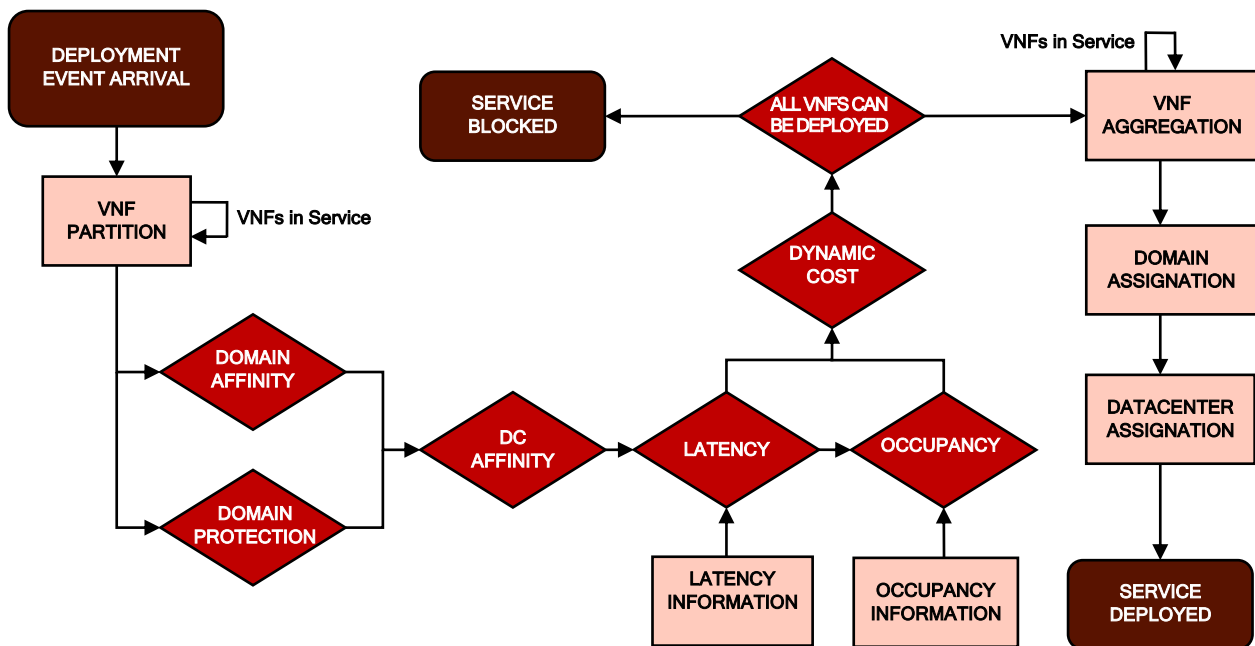 DEPLOYMENT
EVENT ARRIVAL
VNF
PARTITION
VNFs in Service
DOMAIN
AFFINITY
DOMAIN
PROTECTION
DC
AFFINITY
LATENCY
OCCUPANCY
LATENCY
INFORMATION
OCCUPANCY
INFORMATION
DYNAMIC
COST
ALL VNFS CAN
BE DEPLOYED
SERVICE
BLOCKED
VNFs in Service
VNF
AGGREGATION
DOMAIN
ASSIGNATION
DATACENTER
ASSIGNATION
SERVICE
DEPLOYED